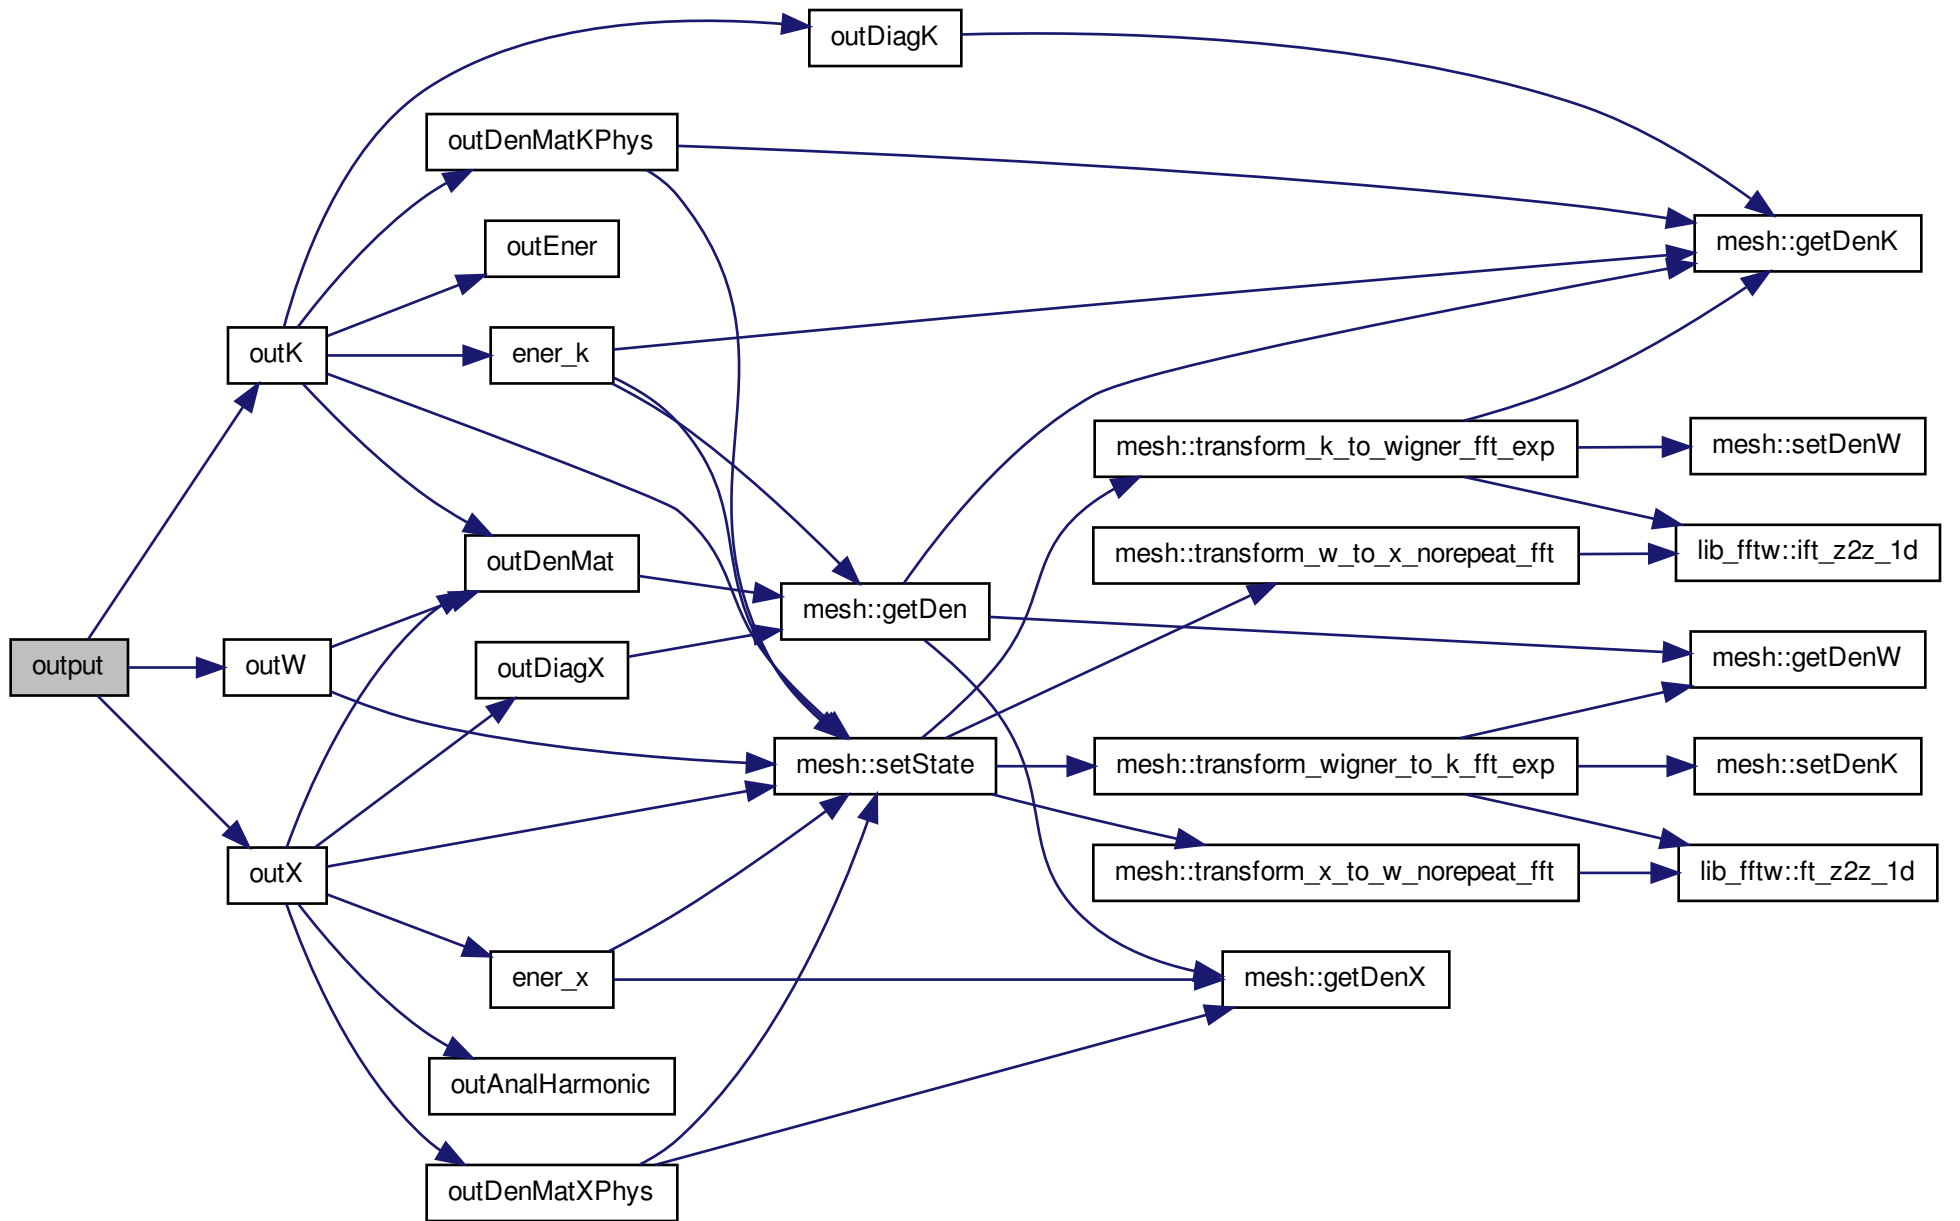 outDiagK
outDenMatKPhys
mesh::getDenK
outEner
outK
ener_k
mesh::transform_k_to_wigner_fft_exp
mesh::setDenW
outDenMat
mesh::transform_w_to_x_norepeat_fft
lib_fftw::ift_z2z_1d
mesh::getDen
output
outW
outDiagX
mesh::getDenW
mesh::setState
mesh::transform_wigner_to_k_fft_exp
mesh::setDenK
outX
mesh::transform_x_to_w_norepeat_fft
lib_fftw::ft_z2z_1d
ener_x
mesh::getDenX
outAnalHarmonic
outDenMatXPhys